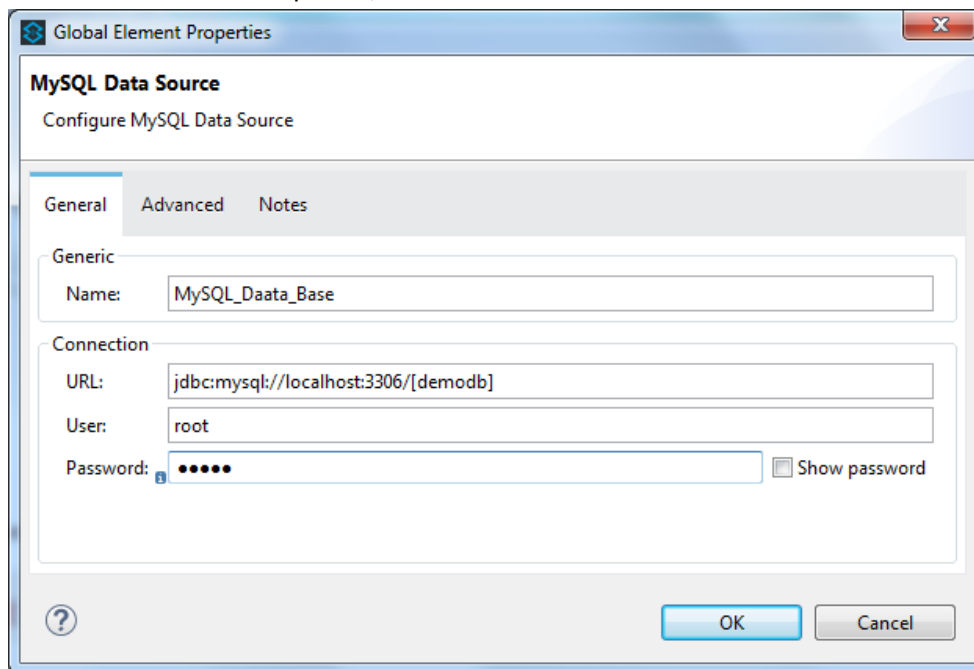 Global Element Properties
X
MySQL Data Source
Configure MySQL Data Source
General Advanced Notes
Generic
Name: MySQL_Daata_Base
Connection
URL: jdbc:mysql://localhost:3306/[demodb]
User: root
Password: ●●●●● Show password
? OK Cancel